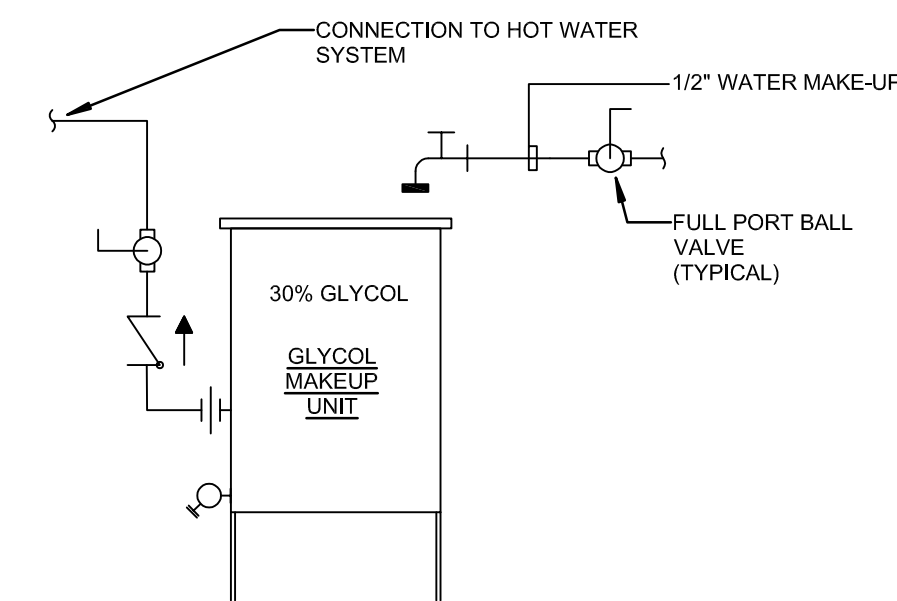 CONNECTION TO HOT WATER
SYSTEM
1/2" WATER MAKE-UP
FULL PORT BALL
VALVE
(TYPICAL)
30% GLYCOL
GLYCOL
MAKEUP
UNIT